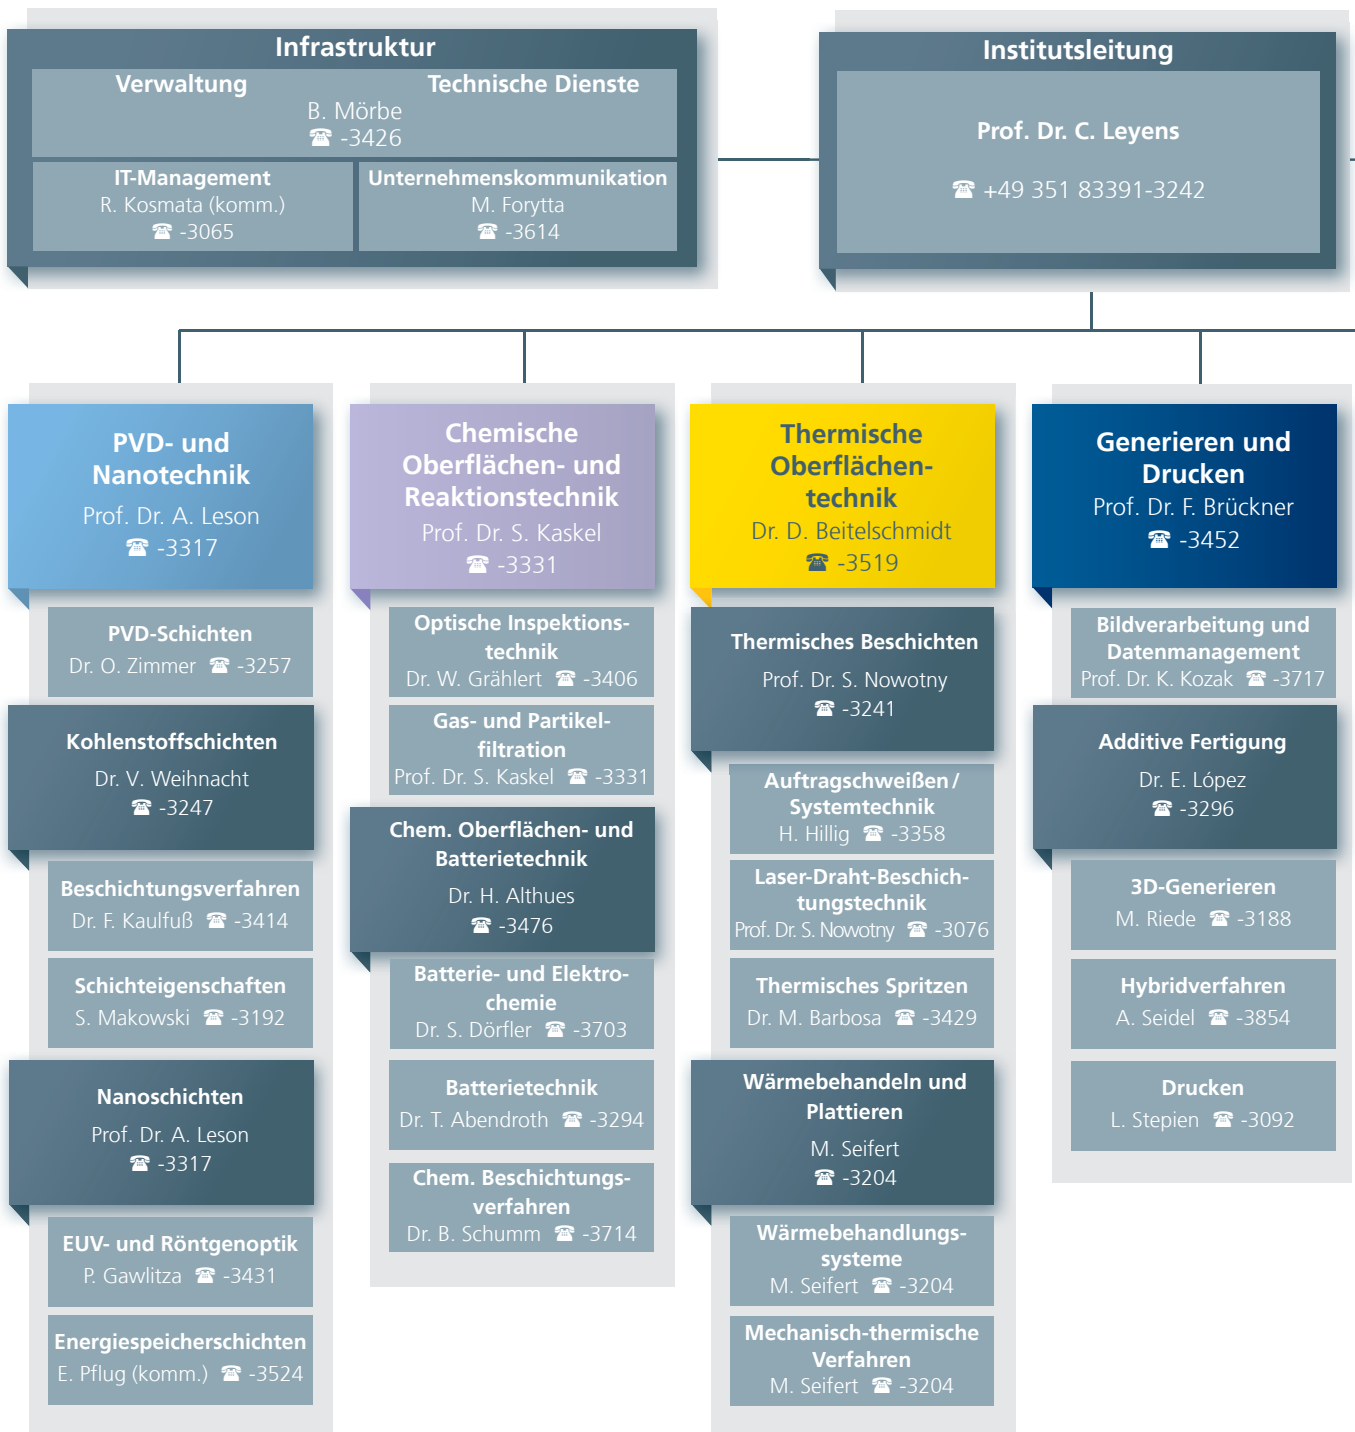 Infrastruktur
Verwaltung
Technische Dienste
B. Mörbe
☎ -3426
IT-Management
R. Kosmata (komm.)
☎ -3065
Unternehmenskommunikation
M. Forytta
☎ -3614
Institutsleitung
Prof. Dr. C. Leyens
☎ +49 351 83391-3242
PVD- und
Nanotechnik
Prof. Dr. A. Leson
☎ -3317
PVD-Schichten
Dr. O. Zimmer ☎ -3257
Kohlenstoffschichten
Dr. V. Weihnacht
☎ -3247
Beschichtungsverfahren
Dr. F. Kaulfuß ☎ -3414
Schichteigenschaften
S. Makowski ☎ -3192
Nanoschichten
Prof. Dr. A. Leson
☎ -3317
EUV- und Röntgenoptik
P. Gawlitza ☎ -3431
Energiespeicherschichten
E. Pflug (komm.) ☎ -3524
Chemische
Oberflächen- und
Reaktionstechnik
Prof. Dr. S. Kaskel
☎ -3331
Optische Inspektions-
technik
Dr. W. Grählert ☎ -3406
Gas- und Partikel-
filtration
Prof. Dr. S. Kaskel ☎ -3331
Chem. Oberflächen- und
Batterietechnik
Dr. H. Althues
☎ -3476
Batterie- und Elektro-
chemie
Dr. S. Dörfler ☎ -3703
Batterietechnik
Dr. T. Abendroth ☎ -3294
Chem. Beschichtungs-
verfahren
Dr. B. Schumm ☎ -3714
Thermische
Oberflächen-
technik
Dr. D. Beitelschmidt
☎ -3519
Thermisches Beschichten
Prof. Dr. S. Nowotny
☎ -3241
Auftragschweißen /
Systemtechnik
H. Hillig ☎ -3358
Laser-Draht-Beschich-
tungstechnik
Prof. Dr. S. Nowotny ☎ -3076
Thermisches Spritzen
Dr. M. Barbosa ☎ -3429
Wärmebehandeln und
Plattieren
M. Seifert
☎ -3204
Wärmebehandlungs-
systeme
M. Seifert ☎ -3204
Mechanisch-thermische
Verfahren
M. Seifert ☎ -3204
Generieren und
Drucken
Prof. Dr. F. Brückner
☎ -3452
Bildverarbeitung und
Datenmanagement
Prof. Dr. K. Kozak ☎ -3717
Additive Fertigung
Dr. E. López
☎ -3296
3D-Generieren
M. Riede ☎ -3188
Hybridverfahren
A. Seidel ☎ -3854
Drucken
L. Stepien ☎ -3092